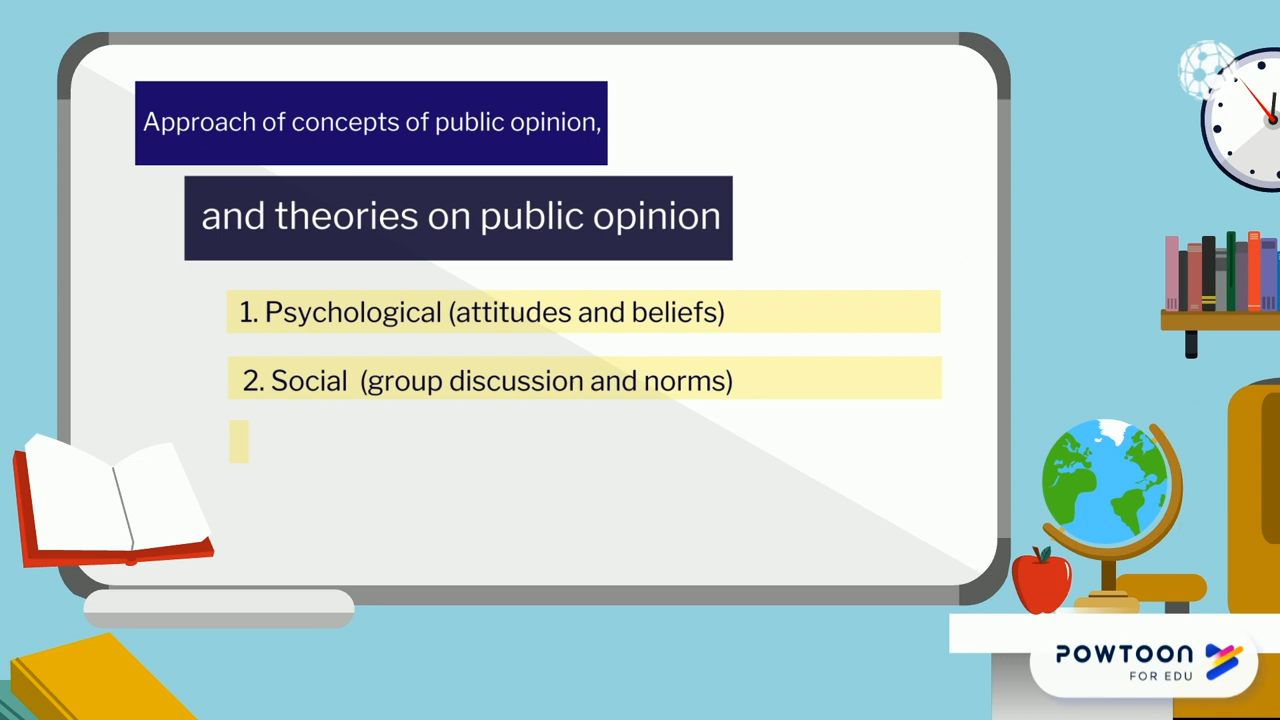 Approach of concepts of public opinion,
and theories on public opinion
1. Psychological (attitudes and beliefs)
2. Social (group discussion and norms)
POWTOON
FOR EDU